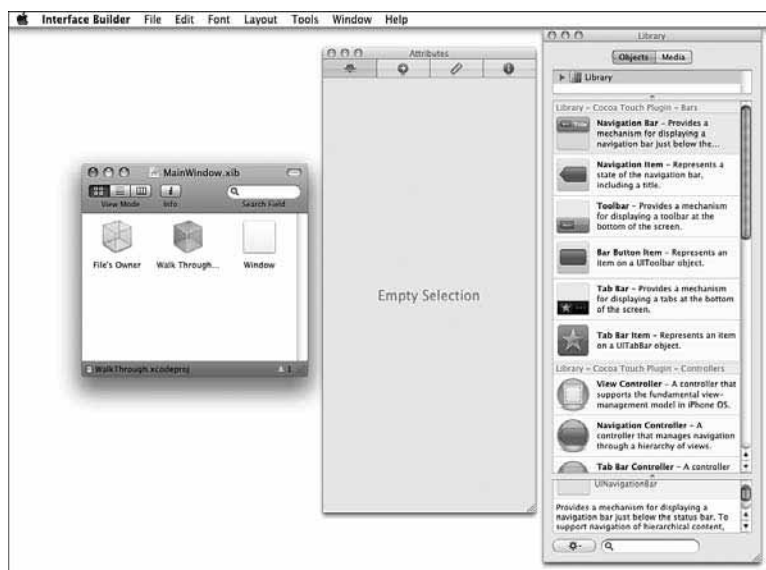 Interface Builder File Edit Font Layout Tools Window Help
MainWindow.xib
View Mode Info Search Field
File's Owner Walk Through... Window
WalkThrough.xcodeproj 1
Attributes
Empty Selection
Library
Objects Media
Library
Library – Cocoa Touch Plugin – Bars
Navigation Bar – Provides a
mechanism for displaying a
navigation bar just below the...
Navigation Item – Represents a
state of the navigation bar,
including a title.
Toolbar – Provides a mechanism
for displaying a toolbar at the
bottom of the screen.
Bar Button Item – Represents an
item on a UIToolbar object.
Tab Bar – Provides a mechanism
for displaying a tabs at the bottom
of the screen.
Tab Bar Item – Represents an item
on a UITabBar object.
Library – Cocoa Touch Plugin – Controllers
View Controller – A controller that
supports the fundamental view-
management model in iPhone OS.
Navigation Controller – A
controller that manages navigation
through a hierarchy of views.
Tab Bar Controller – A controller
UINavigationBar
Provides a mechanism for displaying a
navigation bar just below the status bar. To
support navigation of hierarchical content,